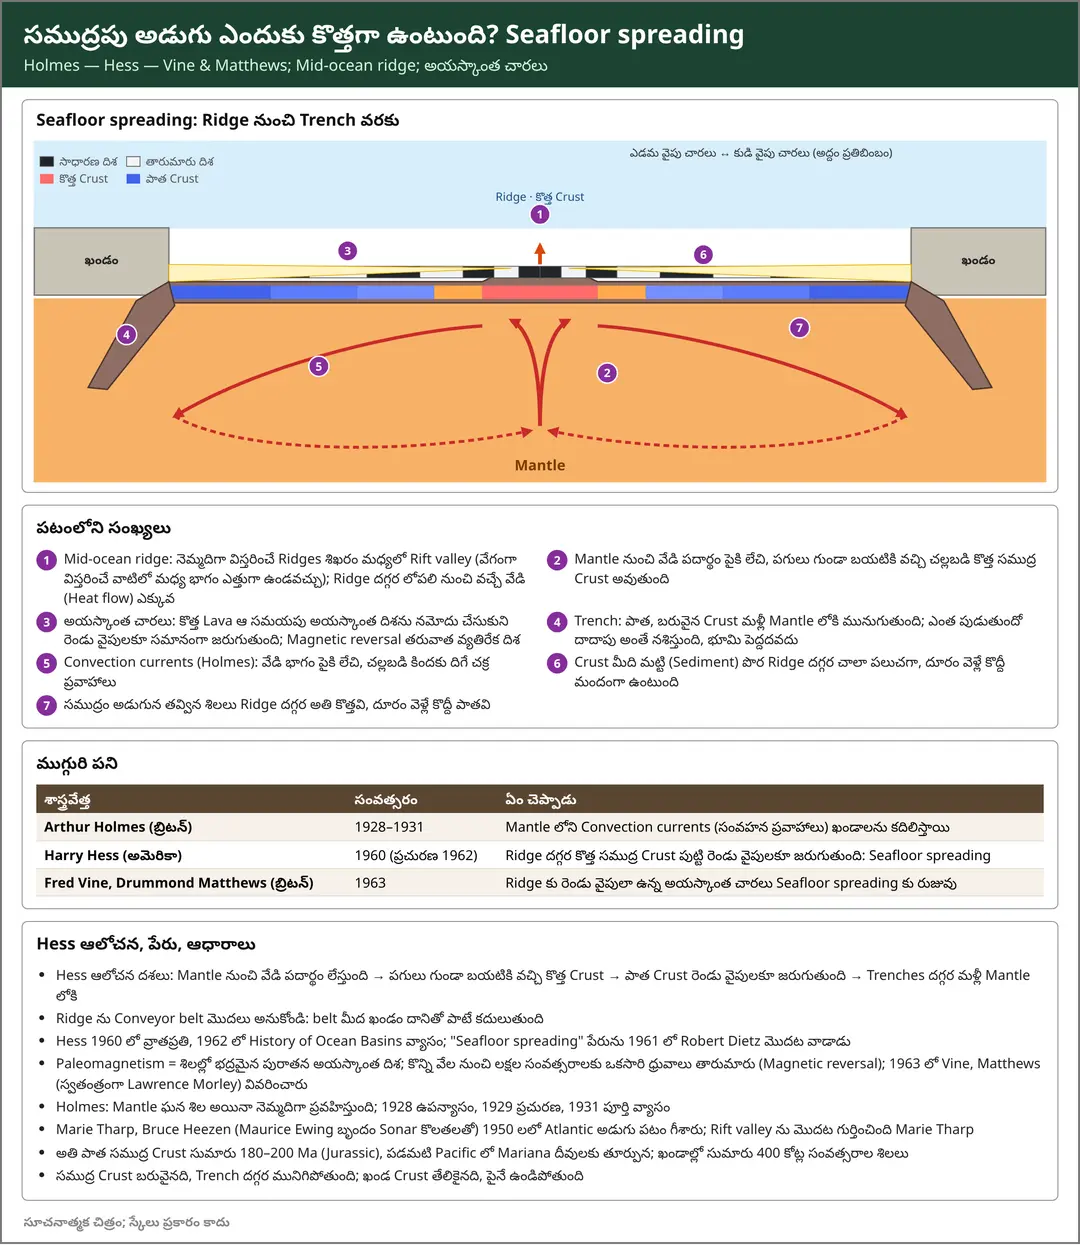 సముద్రపు అడుగు ఎందుకు కొత్తగా ఉంటుంది? Seafloor spreading
Holmes — Hess — Vine & Matthews; Mid-ocean ridge; అయస్కాంత చారలు
Seafloor spreading: Ridge నుంచి Trench వరకు
సాధారణ దిశ
తారుమారు దిశ
కొత్త Crust
పాత Crust
ఎడమ వైపు చారలు ↔ కుడి వైపు చారలు (అద్దం ప్రతిబింబం)
Ridge · కొత్త Crust
1
3
6
ఖండం
ఖండం
4
7
5
2
Mantle
పటంలోని సంఖ్యలు
1 Mid-ocean ridge: నెమ్మదిగా విస్తరించే Ridges శిఖరం మధ్యలో Rift valley (వేగంగా
విస్తరించే వాటిలో మధ్య భాగం ఎత్తుగా ఉండవచ్చు); Ridge దగ్గర లోపలి నుంచి వచ్చే వేడి
(Heat flow) ఎక్కువ
2 Mantle నుంచి వేడి పదార్థం పైకి లేచి, పగులు గుండా బయటికి వచ్చి చల్లబడి కొత్త సముద్ర
Crust అవుతుంది
3 అయస్కాంత చారలు: కొత్త Lava ఆ సమయపు అయస్కాంత దిశను నమోదు చేసుకుని
రెండు వైపులకూ సమానంగా జరుగుతుంది; Magnetic reversal తరువాత వ్యతిరేక దిశ
4 Trench: పాత, బరువైన Crust మళ్లీ Mantle లోకి మునుగుతుంది; ఎంత పుడుతుందో
దాదాపు అంతే నశిస్తుంది, భూమి పెద్దదవదు
5 Convection currents (Holmes): వేడి భాగం పైకి లేచి, చల్లబడి కిందకు దిగే చక్ర
ప్రవాహాలు
6 Crust మీది మట్టి (Sediment) పొర Ridge దగ్గర చాలా పలుచగా, దూరం వెళ్లే కొద్దీ
మందంగా ఉంటుంది
7 సముద్రం అడుగున తవ్విన శిలలు Ridge దగ్గర అతి కొత్తవి, దూరం వెళ్లే కొద్దీ పాతవి
ముగ్గురి పని
శాస్త్రవేత్త సంవత్సరం ఏం చెప్పాడు
Arthur Holmes (బ్రిటన్) 1928–1931 Mantle లోని Convection currents (సంవహన ప్రవాహాలు) ఖండాలను కదిలిస్తాయి
Harry Hess (అమెరికా) 1960 (ప్రచురణ 1962) Ridge దగ్గర కొత్త సముద్ర Crust పుట్టి రెండు వైపులకూ జరుగుతుంది: Seafloor spreading
Fred Vine, Drummond Matthews (బ్రిటన్) 1963 Ridge కు రెండు వైపులా ఉన్న అయస్కాంత చారలు Seafloor spreading కు రుజువు
Hess ఆలోచన, పేరు, ఆధారాలు
• Hess ఆలోచన దశలు: Mantle నుంచి వేడి పదార్థం లేస్తుంది → పగులు గుండా బయటికి వచ్చి కొత్త Crust → పాత Crust రెండు వైపులకూ జరుగుతుంది → Trenches దగ్గర మళ్లీ Mantle
లోకి
• Ridge ను Conveyor belt మొదలు అనుకోండి: belt మీద ఖండం దానితో పాటే కదులుతుంది
• Hess 1960 లో వ్రాతప్రతి, 1962 లో History of Ocean Basins వ్యాసం; "Seafloor spreading" పేరును 1961 లో Robert Dietz మొదట వాడాడు
• Paleomagnetism = శిలల్లో భద్రమైన పురాతన అయస్కాంత దిశ; కొన్ని వేల నుంచి లక్షల సంవత్సరాలకు ఒకసారి ధ్రువాలు తారుమారు (Magnetic reversal); 1963 లో Vine, Matthews
(స్వతంత్రంగా Lawrence Morley) వివరించారు
• Holmes: Mantle ఘన శిల అయినా నెమ్మదిగా ప్రవహిస్తుంది; 1928 ఉపన్యాసం, 1929 ప్రచురణ, 1931 పూర్తి వ్యాసం
• Marie Tharp, Bruce Heezen (Maurice Ewing బృందం Sonar కొలతలతో) 1950 లలో Atlantic అడుగు పటం గీశారు; Rift valley ను మొదట గుర్తించింది Marie Tharp
• అతి పాత సముద్ర Crust సుమారు 180–200 Ma (Jurassic), పడమటి Pacific లో Mariana దీవులకు తూర్పున; ఖండాల్లో సుమారు 400 కోట్ల సంవత్సరాల శిలలు
• సముద్ర Crust బరువైనది, Trench దగ్గర మునిగిపోతుంది; ఖండ Crust తేలికైనది, పైనే ఉండిపోతుంది
సూచనాత్మక చిత్రం; స్కేలు ప్రకారం కాదు